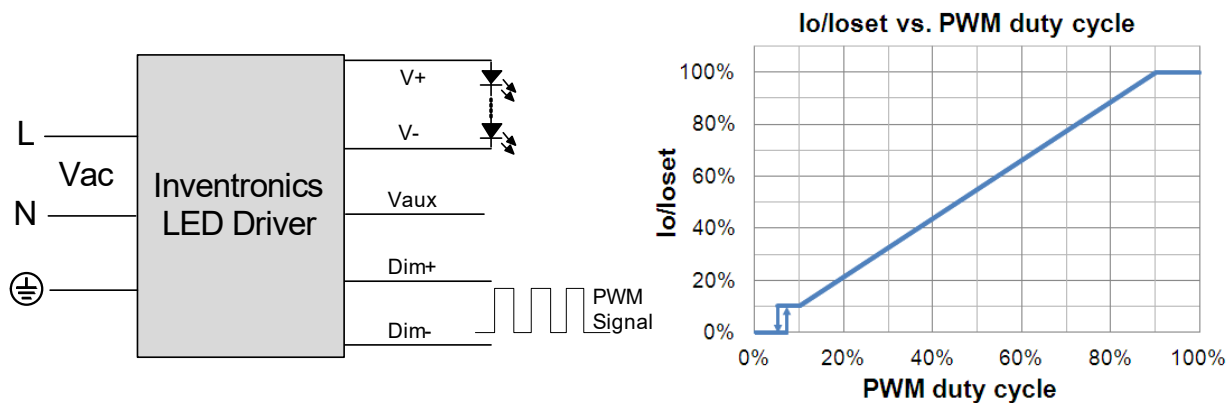 L
Vac
N
Inventronics
LED Driver
V+
V-
Vaux
Dim+
Dim-
PWM
Signal
Io/Ioset vs. PWM duty cycle
Io/Ioset
100%
80%
60%
40%
20%
0%
0%
20%
40%
60%
80%
100%
PWM duty cycle